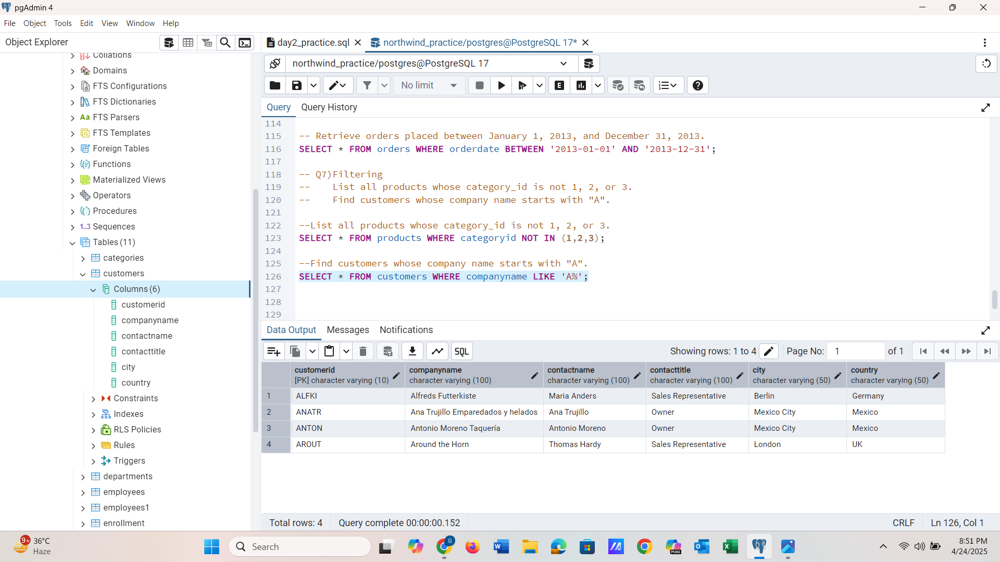 pgAdmin 4
File Object Tools Edit View Window Help
Object Explorer
day2_practice.sql
northwind_practice/postgres@PostgreSQL 17*
northwind_practice/postgres@PostgreSQL 17
No limit
E
Query Query History
Collations
Domains
FTS Configurations
FTS Dictionaries
Aa FTS Parsers
FTS Templates
Foreign Tables
Functions
Materialized Views
Operators
Procedures
1..3 Sequences
Tables (11)
categories
customers
Columns (6)
customerid
companyname
contactname
contacttitle
city
country
Constraints
Indexes
RLS Policies
Rules
Triggers
departments
employees
employees1
enrollment
114
115 -- Retrieve orders placed between January 1, 2013, and December 31, 2013.
116 SELECT * FROM orders WHERE orderdate BETWEEN '2013-01-01' AND '2013-12-31';
117
118 -- Q7)Filtering
119 --    List all products whose category_id is not 1, 2, or 3.
120 --    Find customers whose company name starts with "A".
121
122 --List all products whose category_id is not 1, 2, or 3.
123 SELECT * FROM products WHERE categoryid NOT IN (1,2,3);
124
125 --Find customers whose company name starts with "A".
126 SELECT * FROM customers WHERE companyname LIKE 'A%';
127
128
129
Data Output Messages Notifications
SQL
Showing rows: 1 to 4
Page No: 1 of 1
customerid companyname contactname contacttitle city country
[PK] character varying (10) character varying (100) character varying (100) character varying (100) character varying (50) character varying (50)
1 ALFKI Alfreds Futterkiste Maria Anders Sales Representative Berlin Germany
2 ANATR Ana Trujillo Emparedados y helados Ana Trujillo Owner Mexico City Mexico
3 ANTON Antonio Moreno Taquería Antonio Moreno Owner Mexico City Mexico
4 AROUT Around the Horn Thomas Hardy Sales Representative London UK
Total rows: 4 Query complete 00:00:00.152
CRLF Ln 126, Col 1
9+ 36°C
Haze
Search
G
M365
8:51 PM
4/24/2025